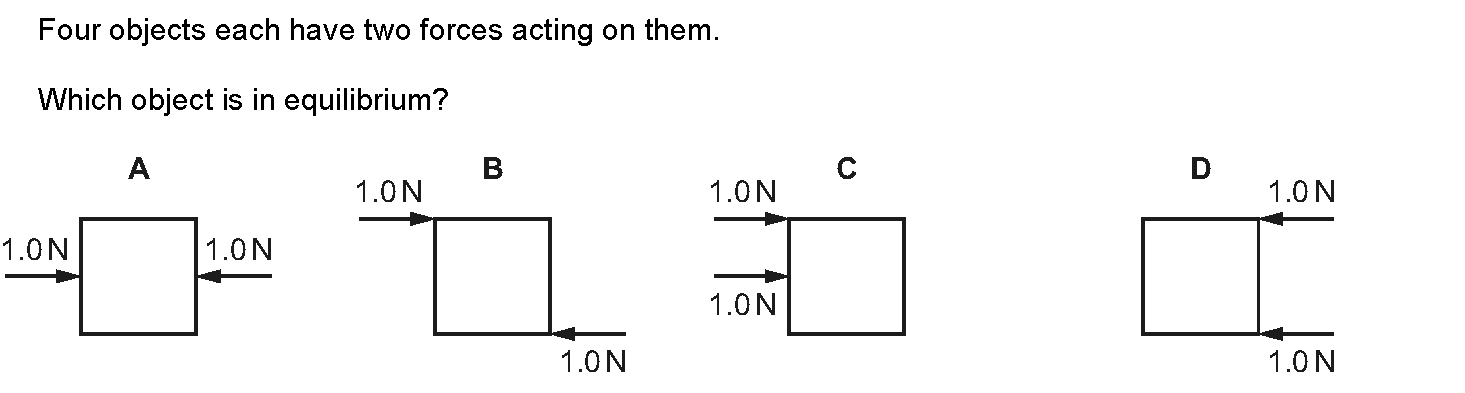 Four objects each have two forces acting on them.
Which object is in equilibrium?
A
1.0 N
1.0 N
B
1.0 N
1.0 N
C
1.0 N
1.0 N
D
1.0 N
1.0 N